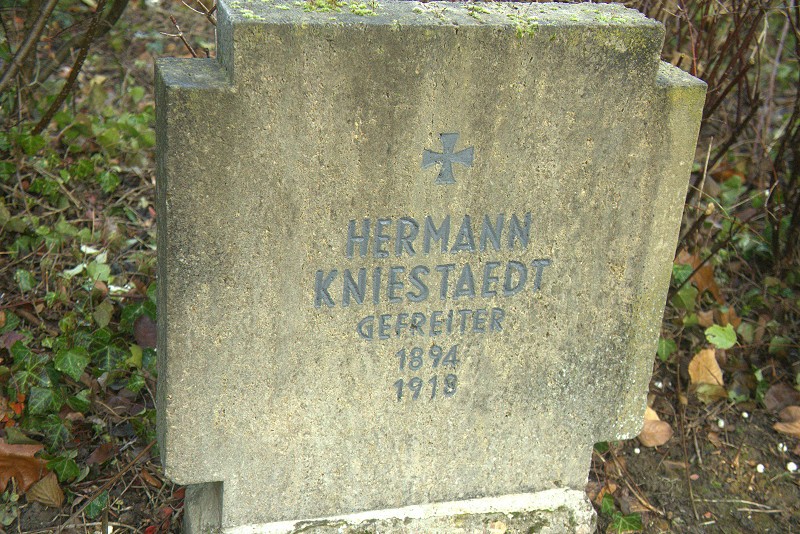 HERMANN
KNIESTAEDT
GEFREITER
1894
1918